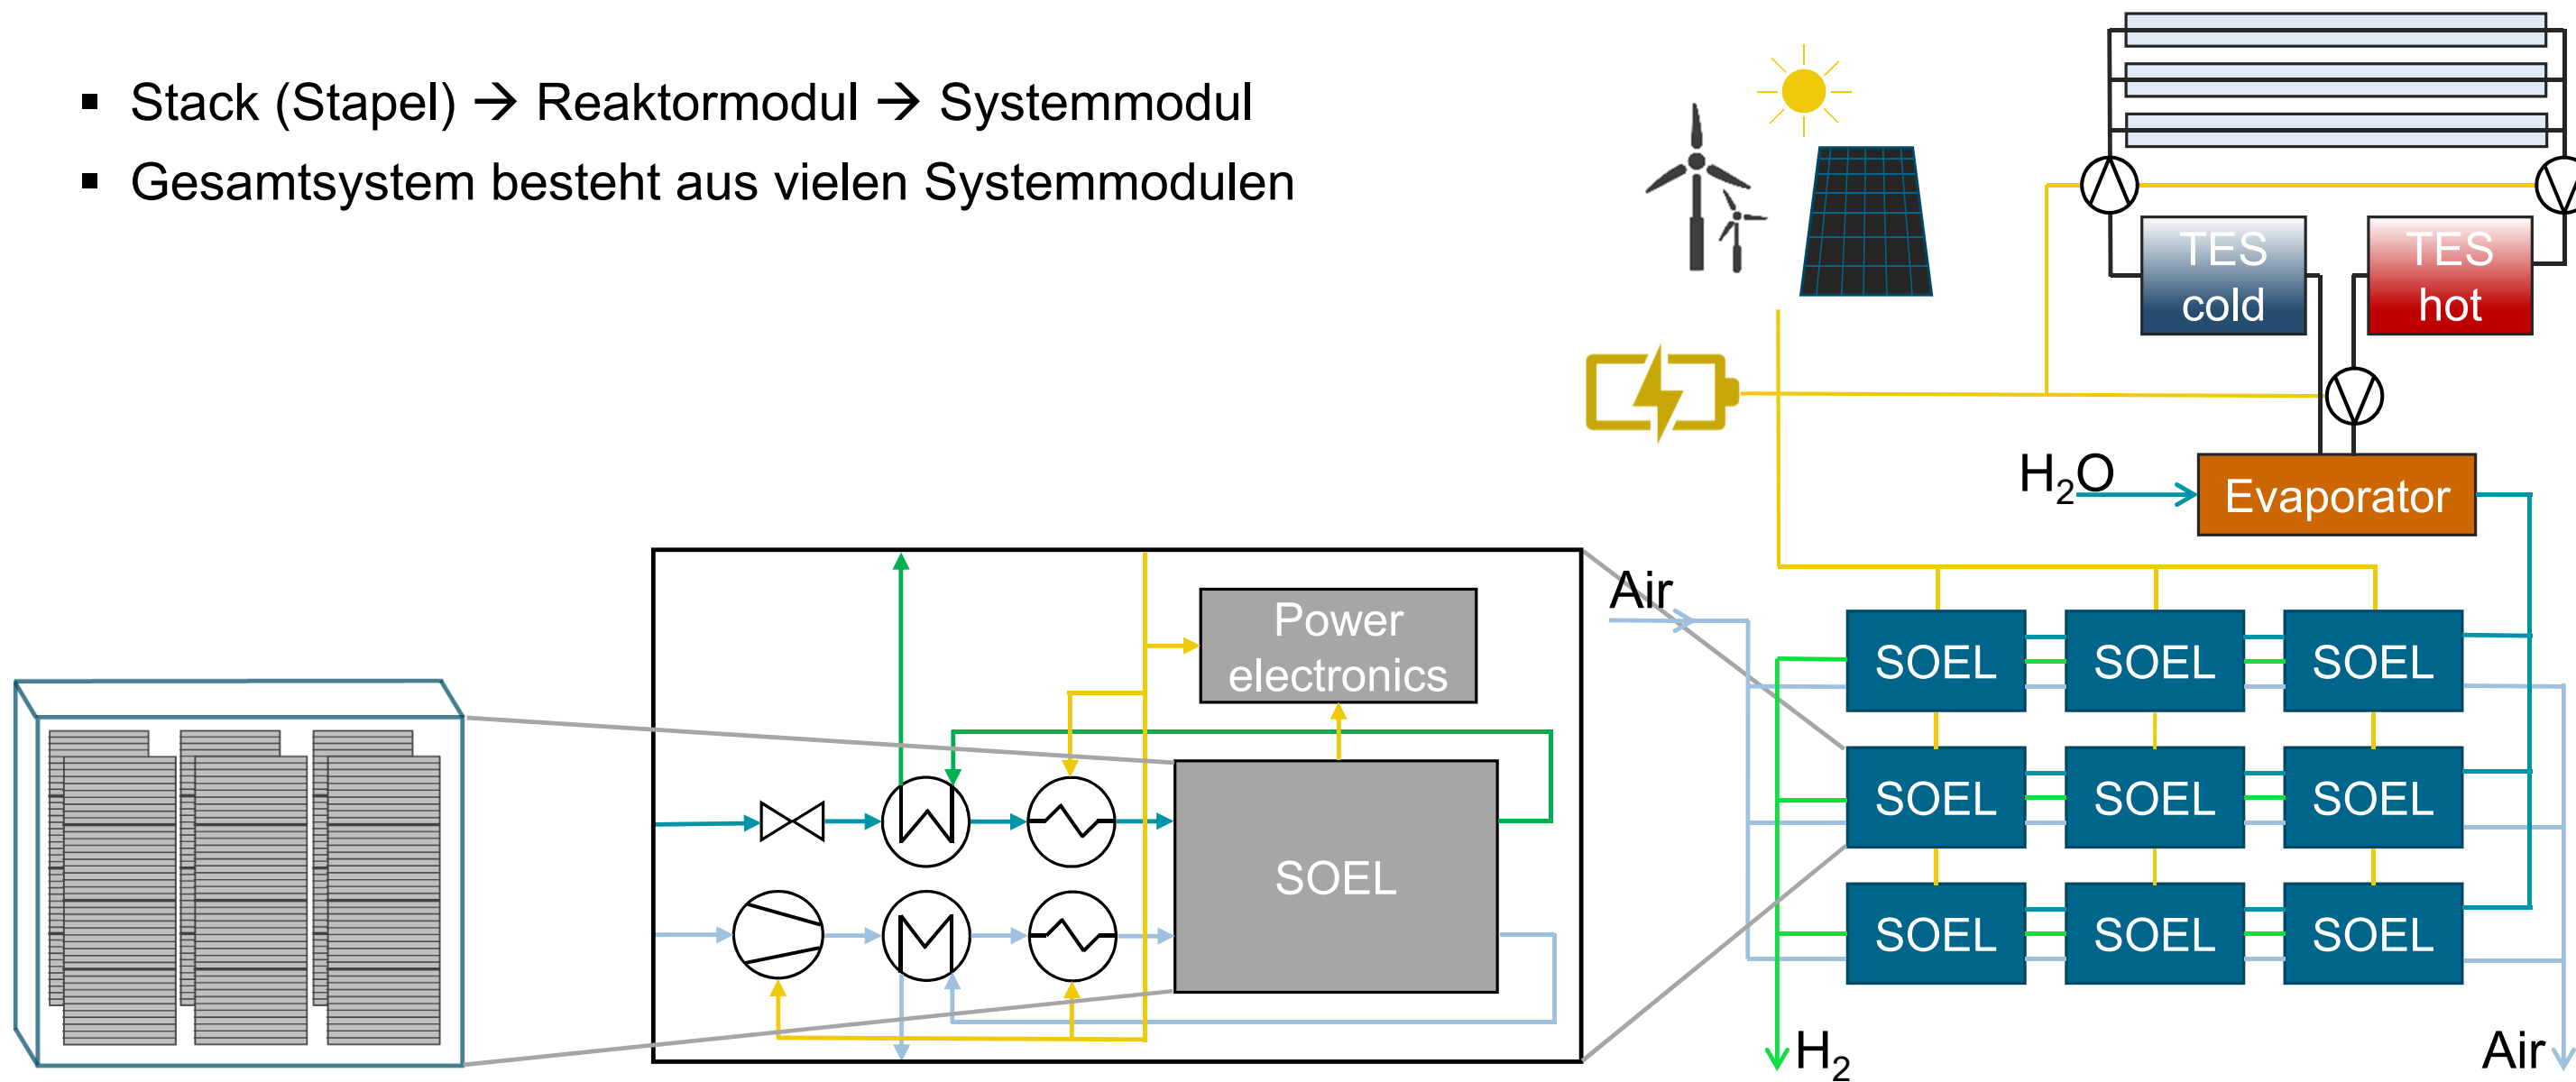 ▪ Stack (Stapel) → Reaktormodul → Systemmodul
▪ Gesamtsystem besteht aus vielen Systemmodulen
TES
cold
TES
hot
H₂O
Evaporator
Air
Power
electronics
SOEL
SOEL SOEL SOEL
SOEL SOEL SOEL
SOEL SOEL SOEL
H₂
Air